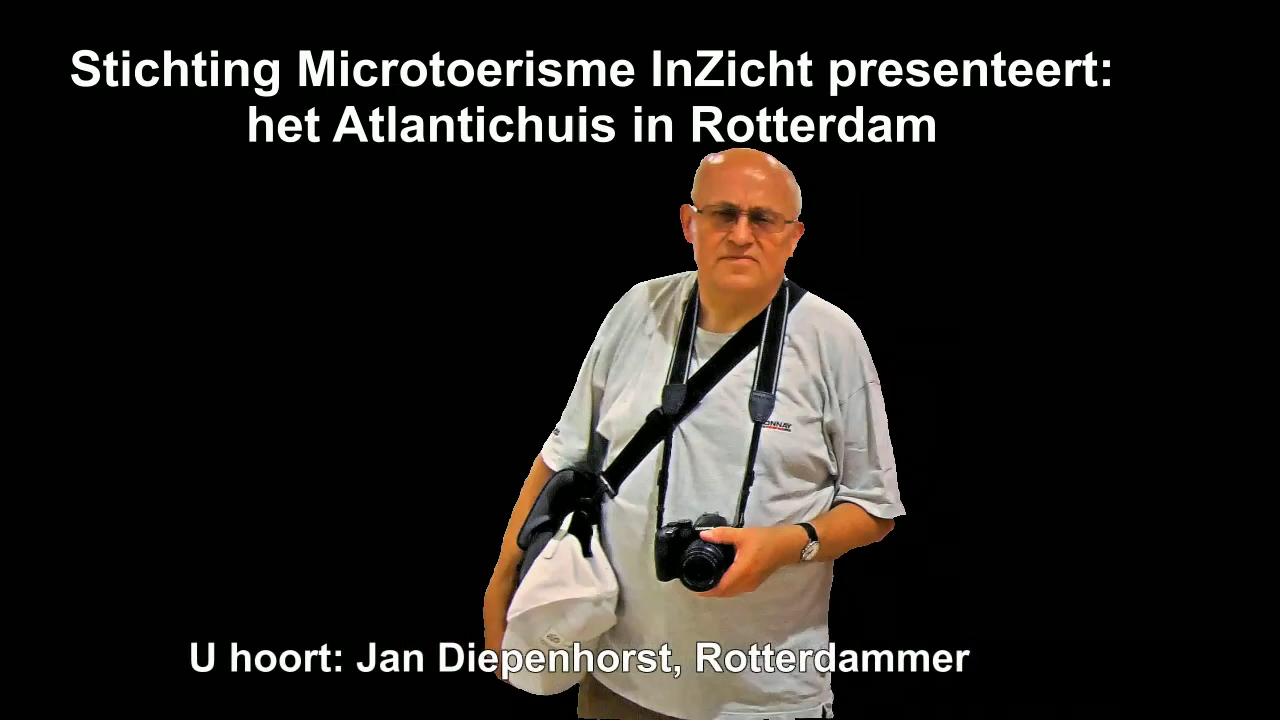 Stichting Microtoerisme InZicht presenteert:
het Atlantichuis in Rotterdam
U hoort: Jan Diepenhorst, Rotterdammer